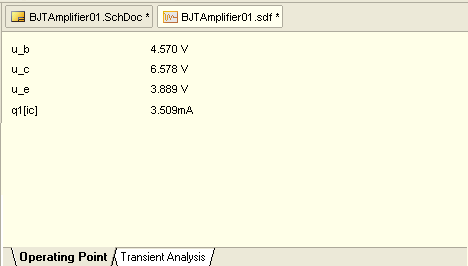 BJTAmplifier01.SchDoc * BJTAmplifier01.sdf *
u_b 4.570 V
u_c 6.578 V
u_e 3.889 V
q1[ic] 3.509mA
Operating Point Transient Analysis